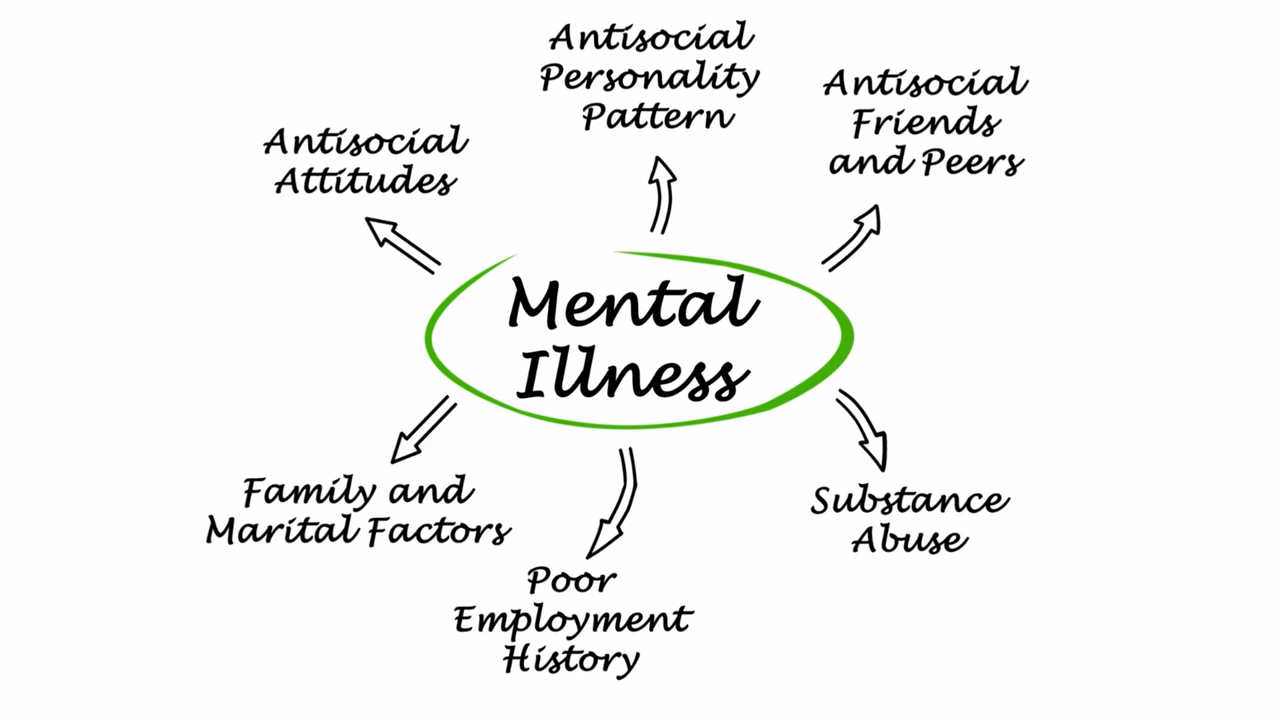 Antisocial
Personality
Pattern
Antisocial
Friends
and Peers
Antisocial
Attitudes
Mental
Illness
Family and
Marital Factors
Substance
Abuse
Poor
Employment
History